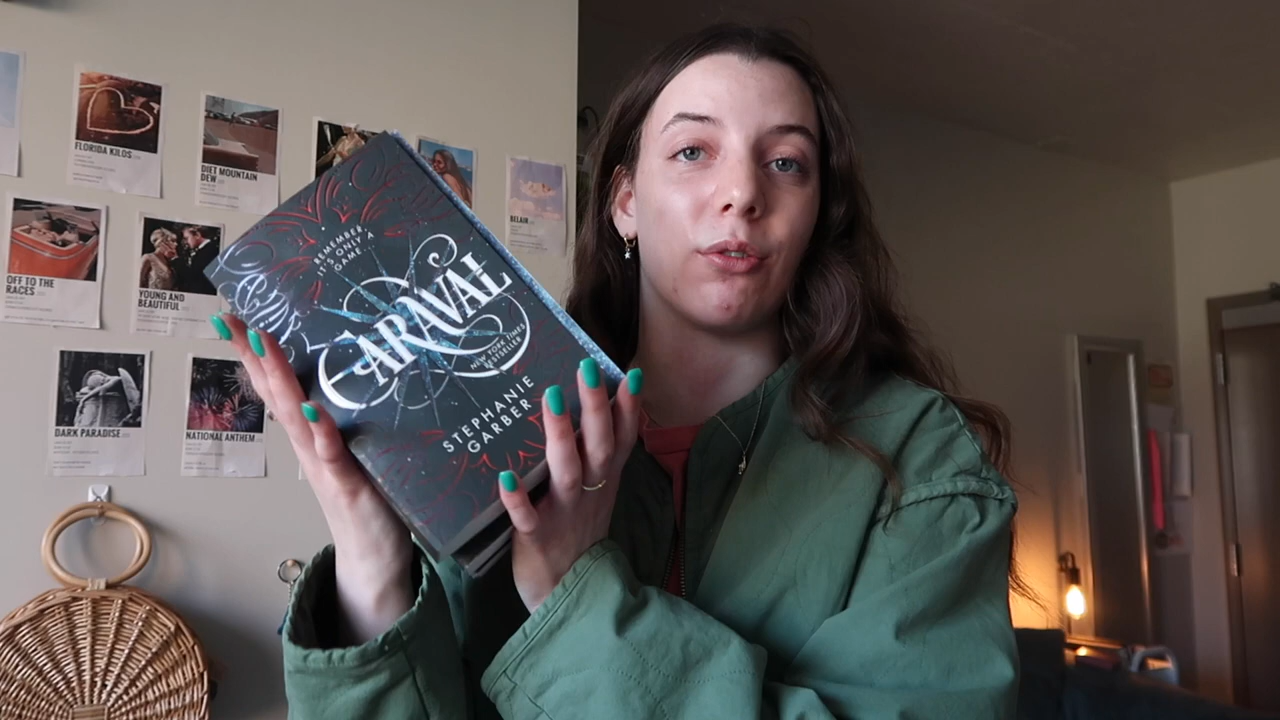 FLORIDA KILOS
DIET MOUNTAIN
DEW
BELAIR
OFF TO THE
RACES
YOUNG AND
BEAUTIFUL
DARK PARADISE
NATIONAL ANTHEM
REMEMBER,
IT'S ONLY A
GAME...
CARAVAL
NEW YORK TIMES
BESTSELLER
STEPHANIE
GARBER